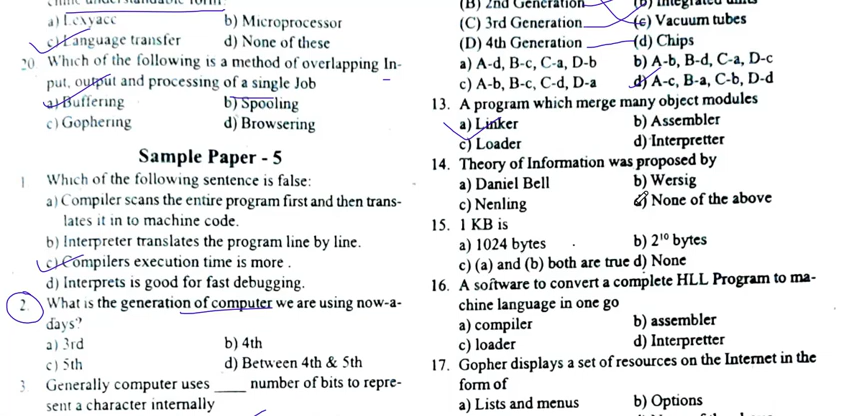 chine understandable form:
a) Lexyacc b) Microprocessor
c) Language transfer d) None of these
20 Which of the following is a method of overlapping In-
put, output and processing of a single Job
a) Buffering b) Spooling
c) Gophering d) Browsering
Sample Paper - 5
1 Which of the following sentence is false:
a) Compiler scans the entire program first and then trans-
lates it in to machine code.
b) Interpreter translates the program line by line.
c) Compilers execution time is more .
d) Interprets is good for fast debugging.
2. What is the generation of computer we are using now-a-
days?
a) 3rd b) 4th
c) 5th d) Between 4th & 5th
3 Generally computer uses ____ number of bits to repre-
sent a character internally
(B) 2nd Generation (b) Integrated units
(C) 3rd Generation (c) Vacuum tubes
(D) 4th Generation (d) Chips
a) A-d, B-c, C-a, D-b b) A-b, B-d, C-a, D-c
c) A-b, B-c, C-d, D-a d) A-c, B-a, C-b, D-d
13. A program which merge many object modules
a) Linker b) Assembler
c) Loader d) Interpretter
14. Theory of Information was proposed by
a) Daniel Bell b) Wersig
c) Nenling d) None of the above
15. 1 KB is
a) 1024 bytes b) 2¹⁰ bytes
c) (a) and (b) both are true d) None
16. A software to convert a complete HLL Program to ma-
chine language in one go
a) compiler b) assembler
c) loader d) Interpretter
17. Gopher displays a set of resources on the Internet in the
form of
a) Lists and menus b) Options